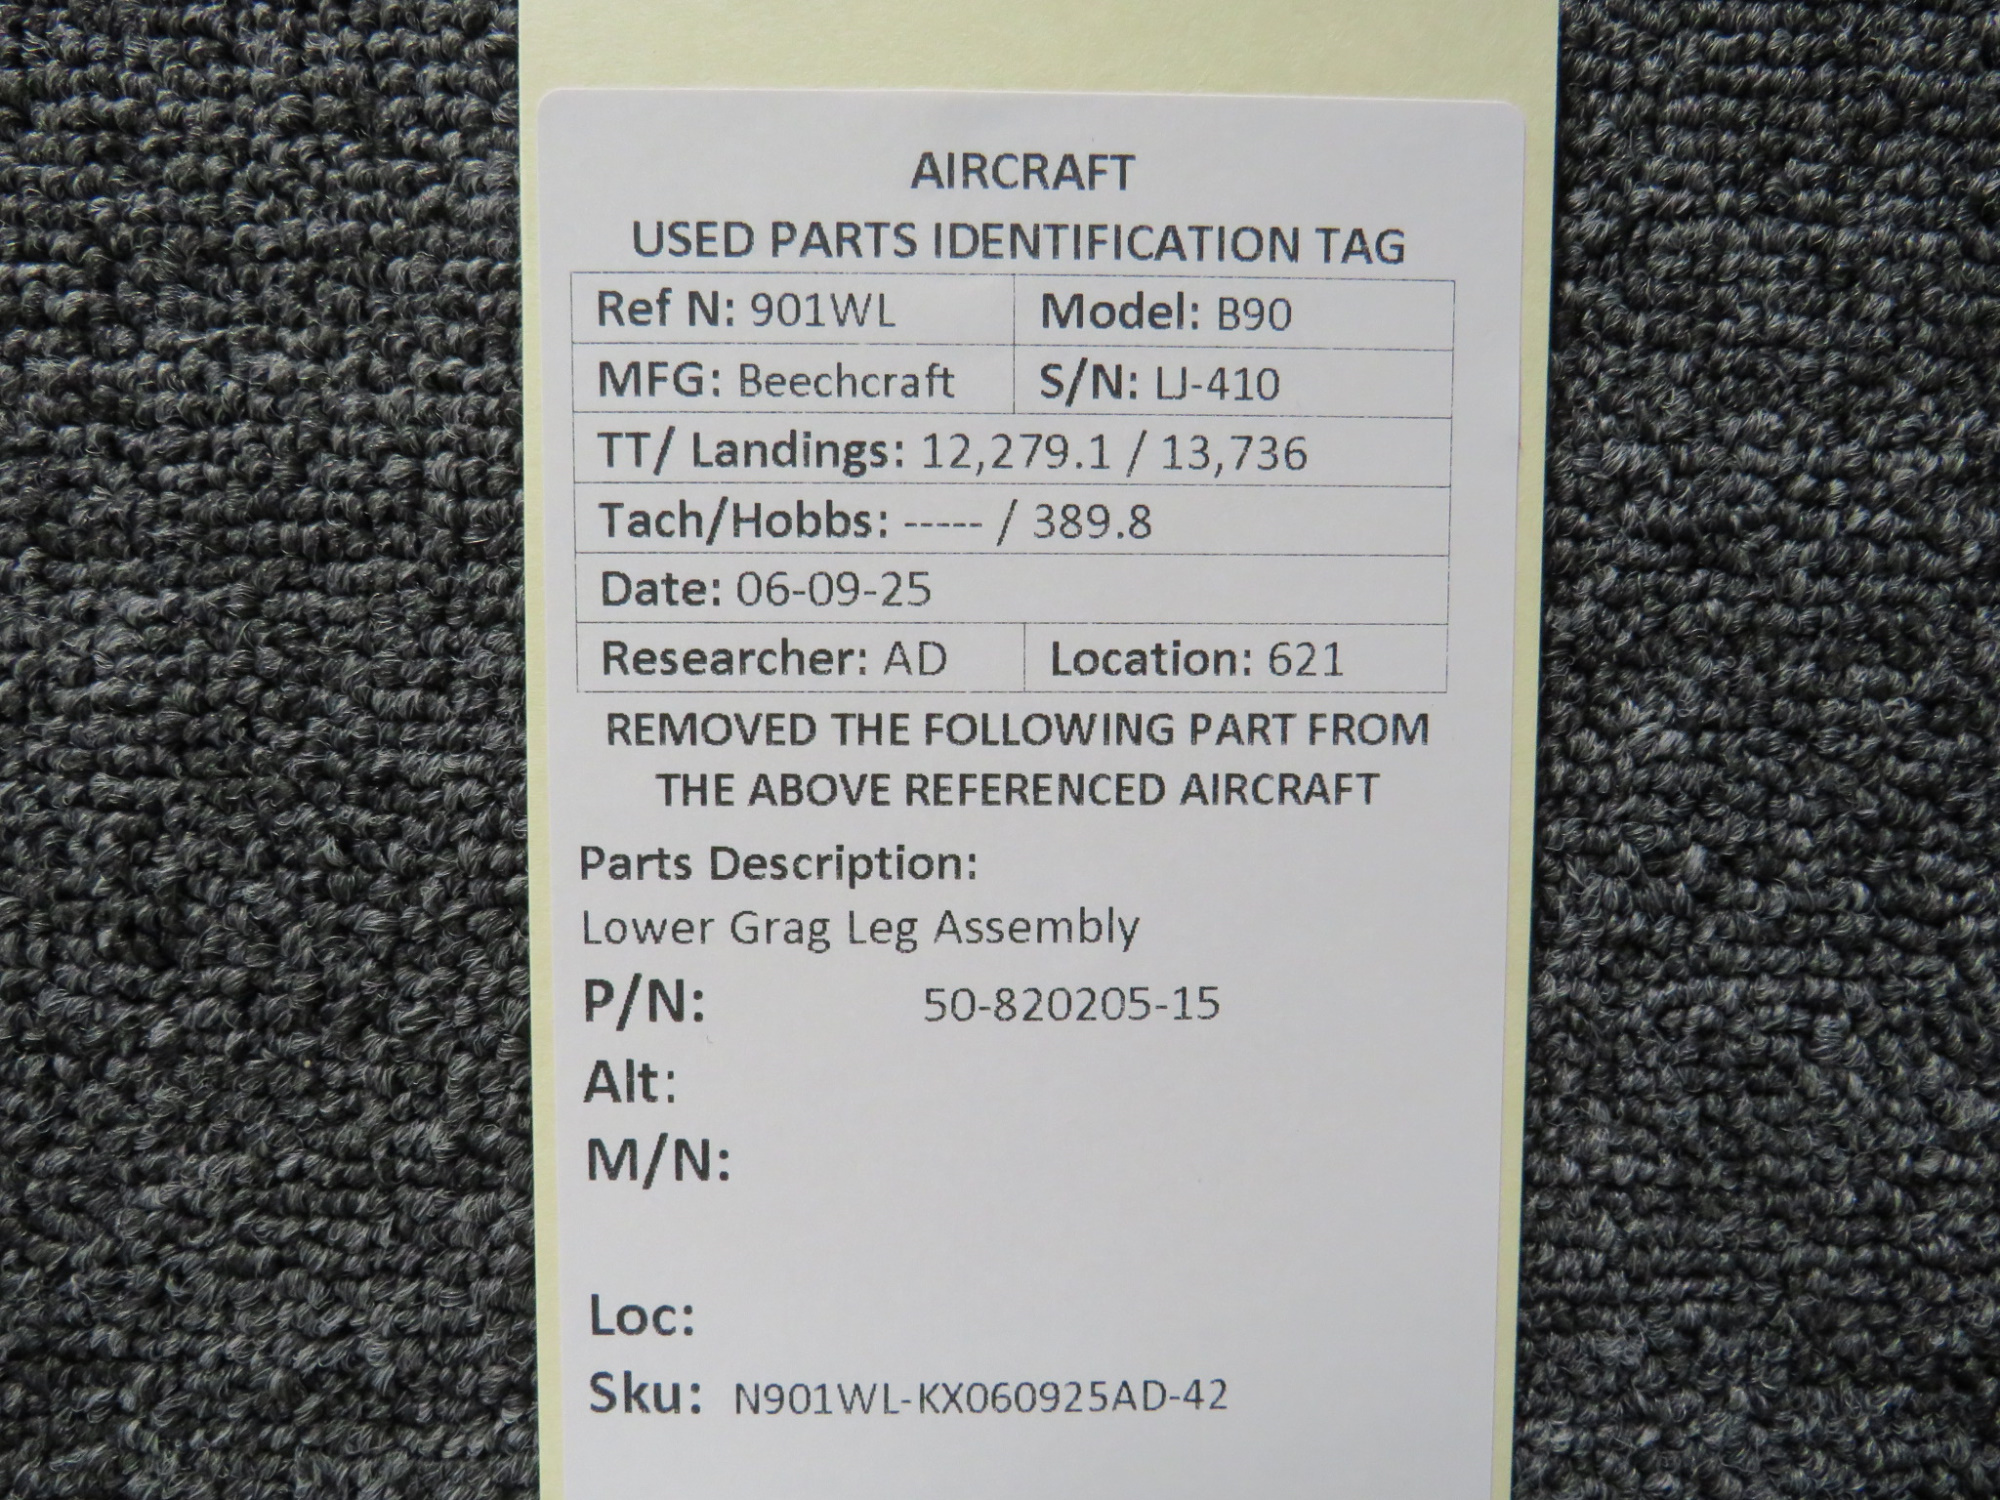 AIRCRAFT
USED PARTS IDENTIFICATION TAG
Ref N: 901WL Model: B90
MFG: Beechcraft S/N: LJ-410
TT/ Landings: 12,279.1 / 13,736
Tach/Hobbs: ----- / 389.8
Date: 06-09-25
Researcher: AD Location: 621
REMOVED THE FOLLOWING PART FROM
THE ABOVE REFERENCED AIRCRAFT
Parts Description:
Lower Grag Leg Assembly
P/N: 50-820205-15
Alt:
M/N:
Loc:
Sku: N901WL-KX060925AD-42